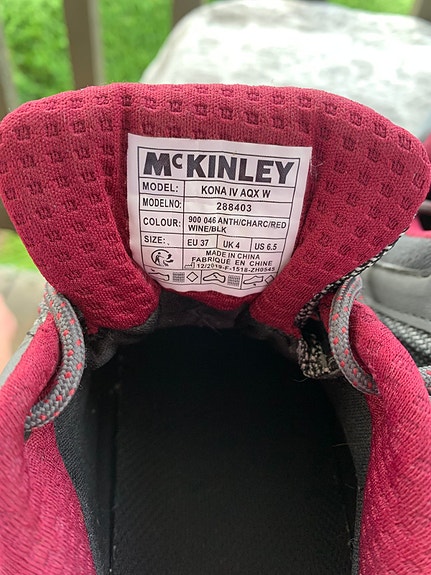 McKINLEY
MODEL: KONA IV AQX W
MODELNO: 288403
COLOUR: 900 046 ANTH/CHARC/RED
WINE/BLK
SIZE: . EU 37 UK 4 US 6.5
MADE IN CHINA
FABRIQUÉ EN CHINE
12/2019-F-1518-ZH0545